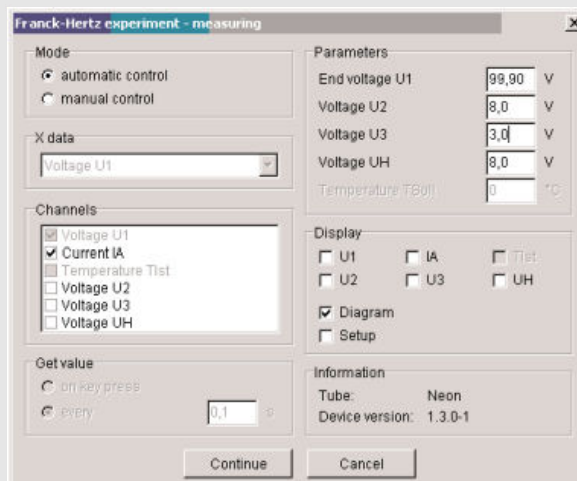 Franck-Hertz experiment - measuring
Mode
automatic control
manual control
X data
Voltage U1
Channels
Voltage U1
Current IA
Temperature TIst
Voltage U2
Voltage U3
Voltage UH
Get value
on key press
every 0,1 s
Parameters
End voltage U1 99,90 V
Voltage U2 8,0 V
Voltage U3 3,0 V
Voltage UH 8,0 V
Temperature TSoll 0 °C
Display
U1 IA TIst
U2 U3 UH
Diagram
Setup
Information
Tube: Neon
Device version: 1.3.0-1
Continue Cancel